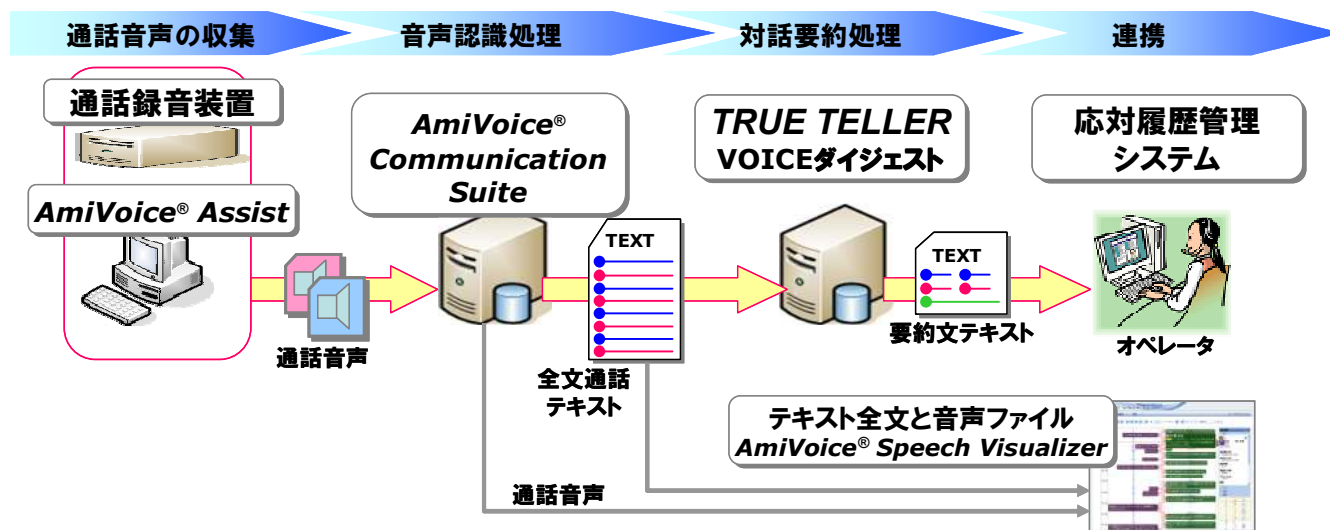 通話音声の収集
音声認識処理
対話要約処理
連携
通話録音装置
AmiVoice® Assist
通話音声
AmiVoice®
Communication
Suite
TEXT
全文通話
テキスト
TRUE TELLER
VOICEダイジェスト
TEXT
要約文テキスト
応対履歴管理
システム
オペレータ
テキスト全文と音声ファイル
AmiVoice® Speech Visualizer
通話音声